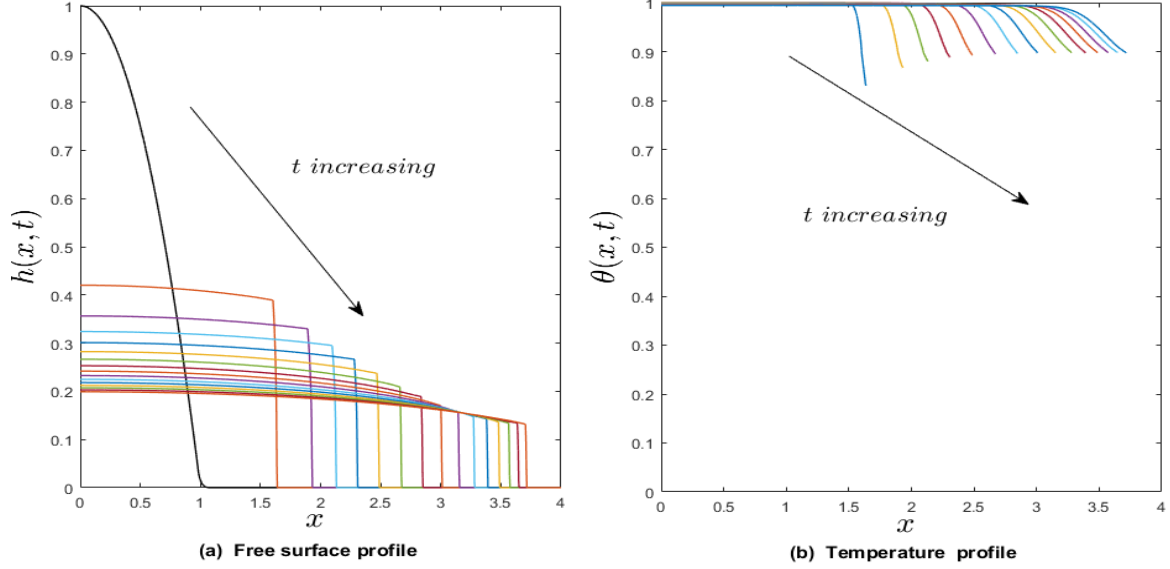 1
0.9
0.8
0.7
0.6
0.5
0.4
0.3
0.2
0.1
0
h(x, t)
t increasing
0 0.5 1 1.5 2 2.5 3 3.5 4
x
(a) Free surface profile
1
0.9
0.8
0.7
0.6
0.5
0.4
0.3
0.2
0.1
0
θ(x, t)
t increasing
0 0.5 1 1.5 2 2.5 3 3.5 4
x
(b) Temperature profile